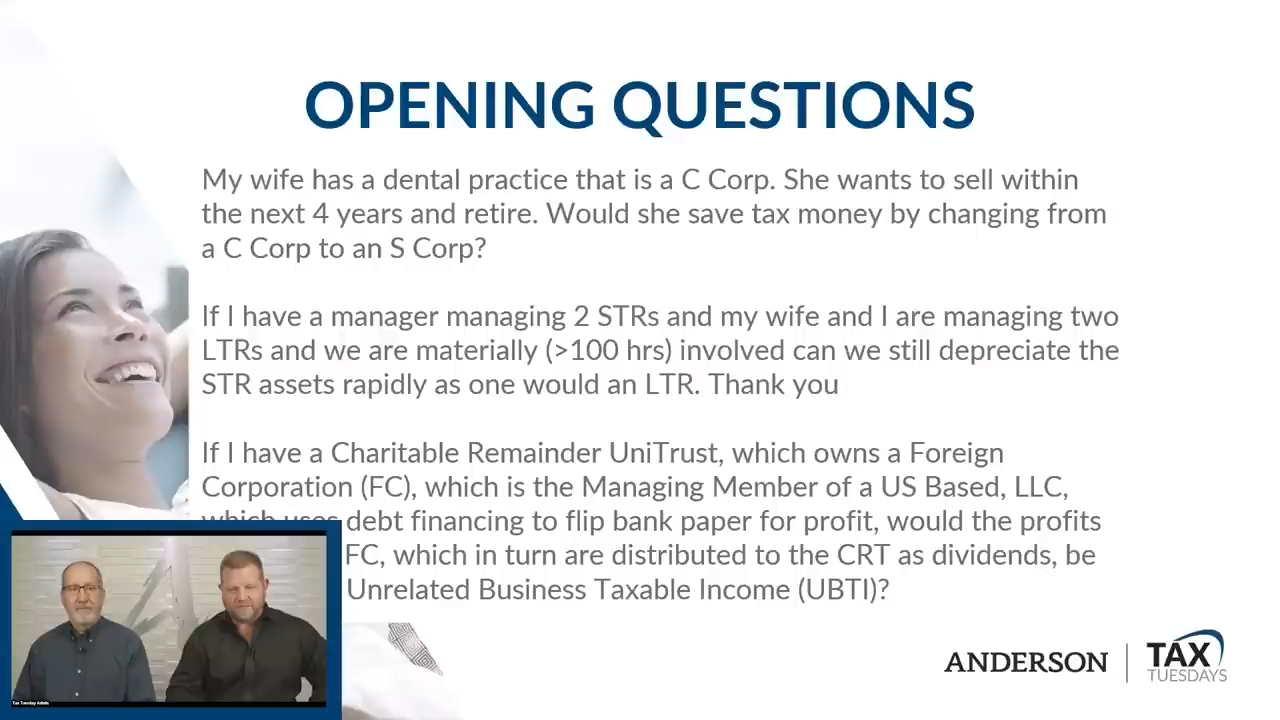 OPENING QUESTIONS
My wife has a dental practice that is a C Corp. She wants to sell within
the next 4 years and retire. Would she save tax money by changing from
a C Corp to an S Corp?
If I have a manager managing 2 STRs and my wife and I are managing two
LTRs and we are materially (>100 hrs) involved can we still depreciate the
STR assets rapidly as one would an LTR. Thank you
If I have a Charitable Remainder UniTrust, which owns a Foreign
Corporation (FC), which is the Managing Member of a US Based, LLC,
which uses debt financing to flip bank paper for profit, would the profits
FC, which in turn are distributed to the CRT as dividends, be
Unrelated Business Taxable Income (UBTI)?
Tax Tuesday Admin
ANDERSON
TAX
TUESDAYS